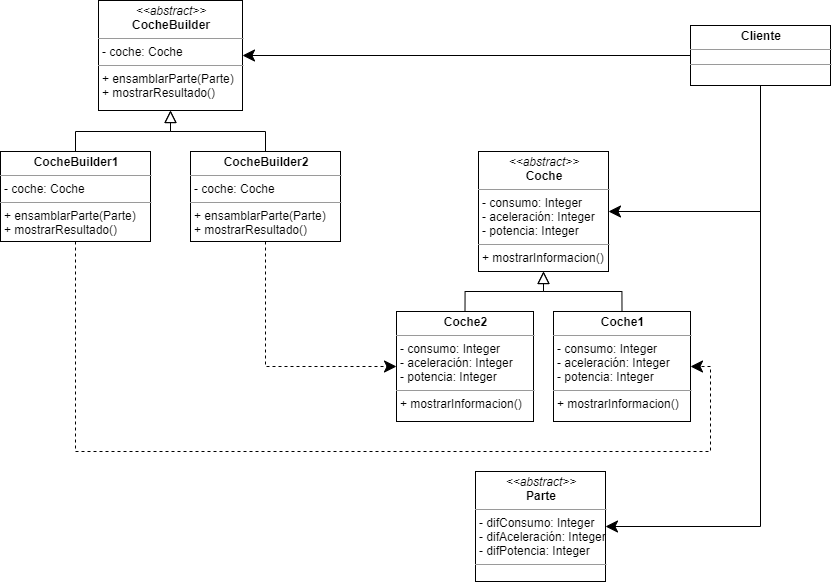 <<abstract>>
CocheBuilder
- coche: Coche
+ ensamblarParte(Parte)
+ mostrarResultado()
Cliente
CocheBuilder1
- coche: Coche
+ ensamblarParte(Parte)
+ mostrarResultado()
CocheBuilder2
- coche: Coche
+ ensamblarParte(Parte)
+ mostrarResultado()
<<abstract>>
Coche
- consumo: Integer
- aceleración: Integer
- potencia: Integer
+ mostrarInformacion()
Coche2
- consumo: Integer
- aceleración: Integer
- potencia: Integer
+ mostrarInformacion()
Coche1
- consumo: Integer
- aceleración: Integer
- potencia: Integer
+ mostrarInformacion()
<<abstract>>
Parte
- difConsumo: Integer
- difAceleración: Integer
- difPotencia: Integer